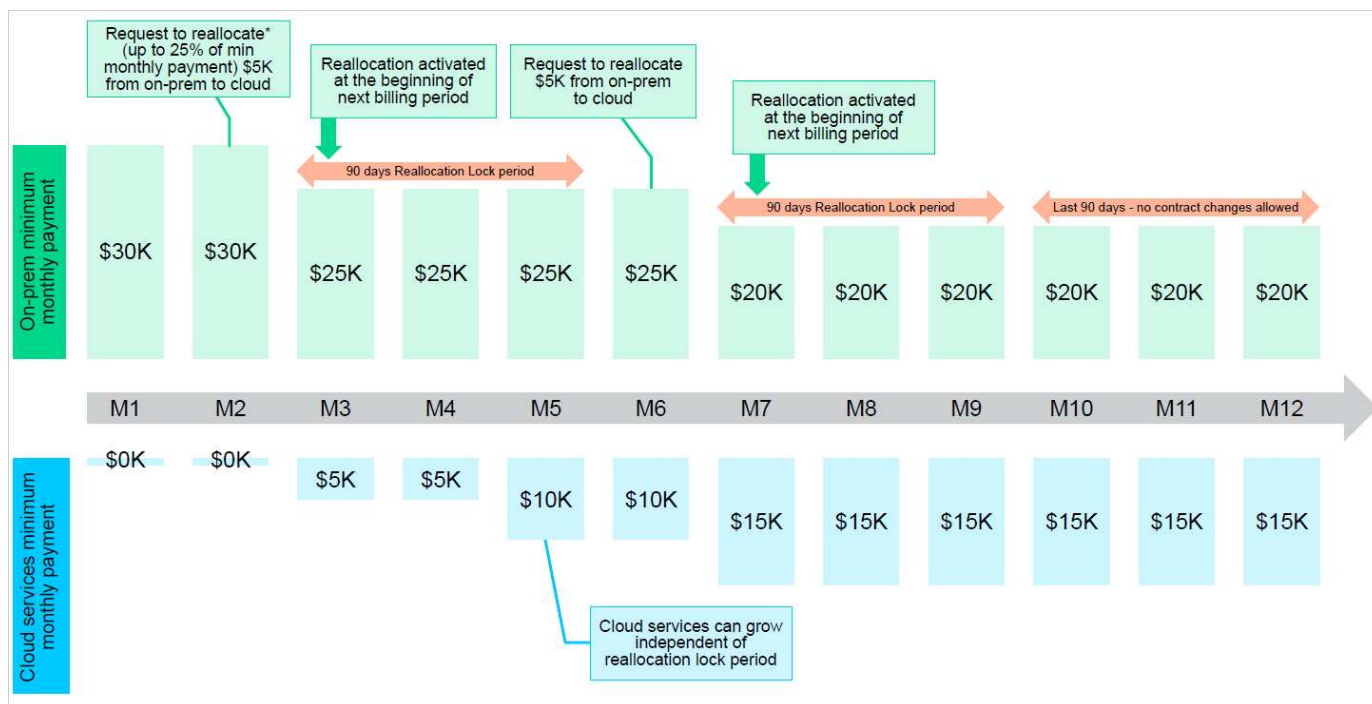 Request to reallocate*
(up to 25% of min
monthly payment) $5K
from on-prem to cloud
Reallocation activated
at the beginning of
next billing period
Request to reallocate
$5K from on-prem
to cloud
Reallocation activated
at the beginning of
next billing period
On-prem minimum
monthly payment
90 days Reallocation Lock period
90 days Reallocation Lock period
Last 90 days - no contract changes allowed
$30K
$30K
$25K
$25K
$25K
$25K
$20K
$20K
$20K
$20K
$20K
$20K
M1
M2
M3
M4
M5
M6
M7
M8
M9
M10
M11
M12
Cloud services minimum
monthly payment
$0K
$0K
$5K
$5K
$10K
$10K
$15K
$15K
$15K
$15K
$15K
$15K
Cloud services can grow
independent of
reallocation lock period